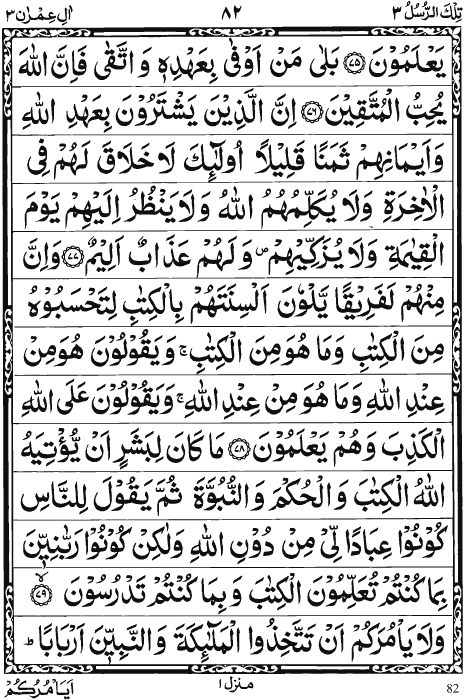 تِلْكَ الرُّسُلُ ٣ ٨٢ اٰلِ عِمْرٰن ٣
يَعْلَمُوْنَ ﴿٧٥﴾ بَلٰى مَنْ اَوْفٰى بِعَهْدِهٖ وَاتَّقٰى فَاِنَّ اللّٰهَ
يُحِبُّ الْمُتَّقِيْنَ ﴿٧٦﴾ اِنَّ الَّذِيْنَ يَشْتَرُوْنَ بِعَهْدِ اللّٰهِ
وَاَيْمَانِهِمْ ثَمَنًا قَلِيْلًا اُولٰٓئِكَ لَا خَلَاقَ لَهُمْ فِى
الْاٰخِرَةِ وَلَا يُكَلِّمُهُمُ اللّٰهُ وَلَا يَنْظُرُ اِلَيْهِمْ يَوْمَ
الْقِيٰمَةِ وَلَا يُزَكِّيْهِمْ ۖ وَلَهُمْ عَذَابٌ اَلِيْمٌ ﴿٧٧﴾ وَاِنَّ
مِنْهُمْ لَفَرِيْقًا يَّلْوٗنَ اَلْسِنَتَهُمْ بِالْكِتٰبِ لِتَحْسَبُوْهُ
مِنَ الْكِتٰبِ وَمَا هُوَ مِنَ الْكِتٰبِ ۚ وَيَقُوْلُوْنَ هُوَ مِنْ
عِنْدِ اللّٰهِ وَمَا هُوَ مِنْ عِنْدِ اللّٰهِ ۚ وَيَقُوْلُوْنَ عَلَى اللّٰهِ
الْكَذِبَ وَهُمْ يَعْلَمُوْنَ ﴿٧٨﴾ مَا كَانَ لِبَشَرٍ اَنْ يُّؤْتِيَهُ
اللّٰهُ الْكِتٰبَ وَالْحُكْمَ وَالنُّبُوَّةَ ثُمَّ يَقُوْلَ لِلنَّاسِ
كُوْنُوْا عِبَادًا لِّىْ مِنْ دُوْنِ اللّٰهِ وَلٰكِنْ كُوْنُوْا رَبّٰنِيّٖنَ
بِمَا كُنْتُمْ تُعَلِّمُوْنَ الْكِتٰبَ وَبِمَا كُنْتُمْ تَدْرُسُوْنَ ﴿٧٩﴾ۙ
وَلَا يَاْمُرَكُمْ اَنْ تَتَّخِذُوا الْمَلٰٓئِكَةَ وَالنَّبِيّٖنَ اَرْبَابًا ؕ
82 منزل ١ اَيَاْمُرُكُمْ